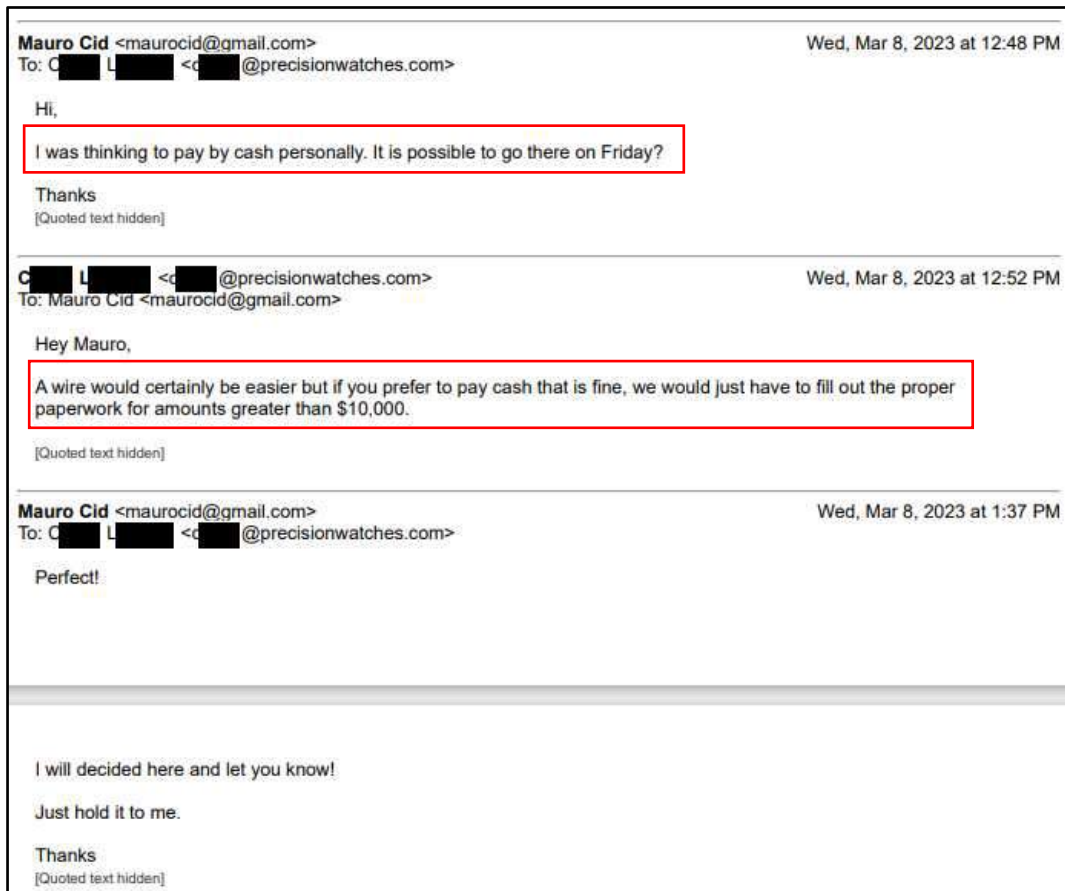 Mauro Cid <maurocid@gmail.com> Wed, Mar 8, 2023 at 12:48 PM
To: C L <c @precisionwatches.com>
Hi,
I was thinking to pay by cash personally. It is possible to go there on Friday?
Thanks
[Quoted text hidden]
C L <c @precisionwatches.com> Wed, Mar 8, 2023 at 12:52 PM
To: Mauro Cid <maurocid@gmail.com>
Hey Mauro,
A wire would certainly be easier but if you prefer to pay cash that is fine, we would just have to fill out the proper
paperwork for amounts greater than $10,000.
[Quoted text hidden]
Mauro Cid <maurocid@gmail.com> Wed, Mar 8, 2023 at 1:37 PM
To: C L <c @precisionwatches.com>
Perfect!
I will decided here and let you know!
Just hold it to me.
Thanks
[Quoted text hidden]